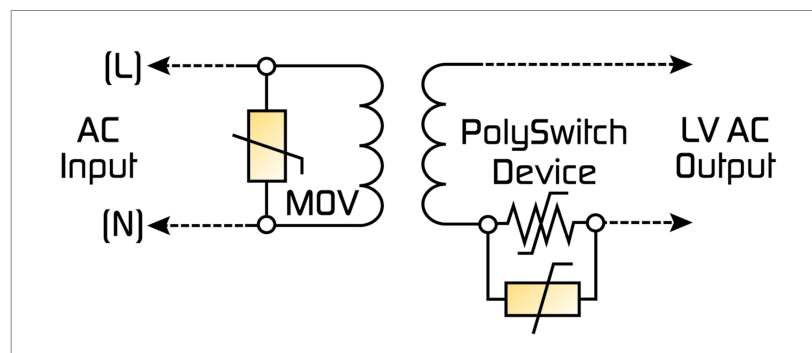 (L)
AC
Input
(N)
MOV
PolySwitch
Device
LV AC
Output